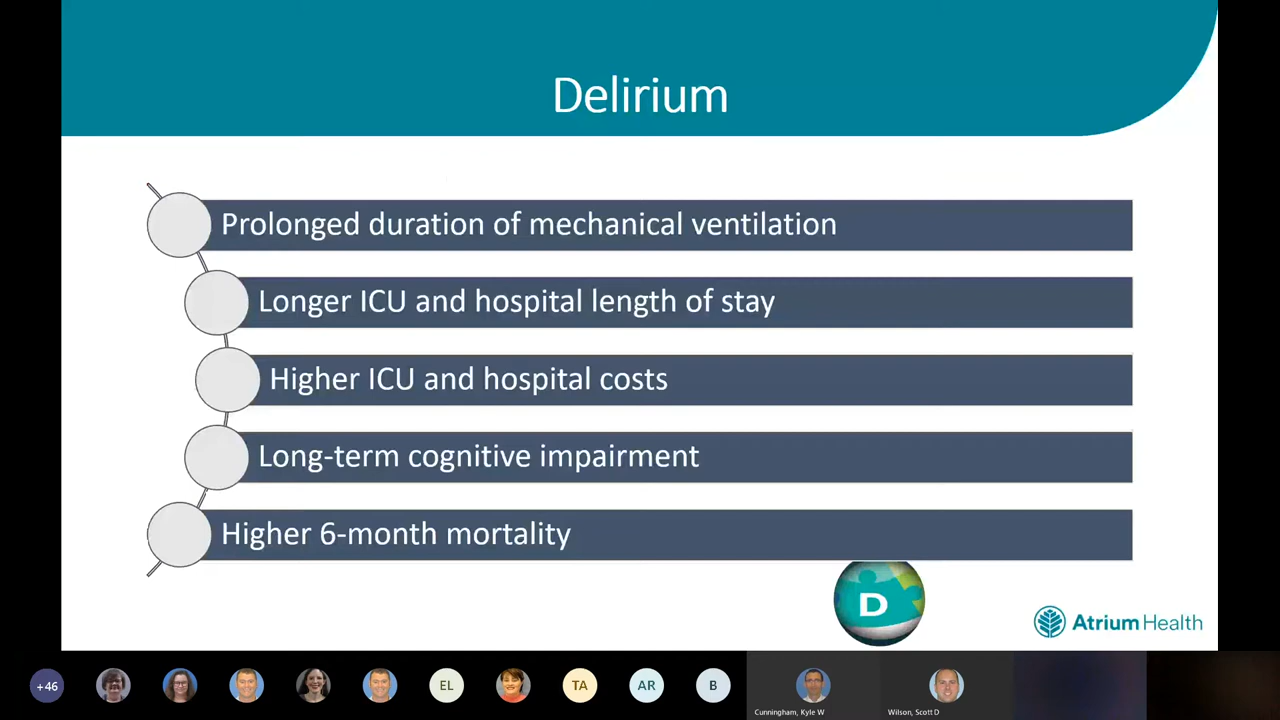 Delirium
Prolonged duration of mechanical ventilation
Longer ICU and hospital length of stay
Higher ICU and hospital costs
Long-term cognitive impairment
Higher 6-month mortality
D
Atrium Health
+46
EL
TA
AR
B
Cunningham, Kyle W
Wilson, Scott D